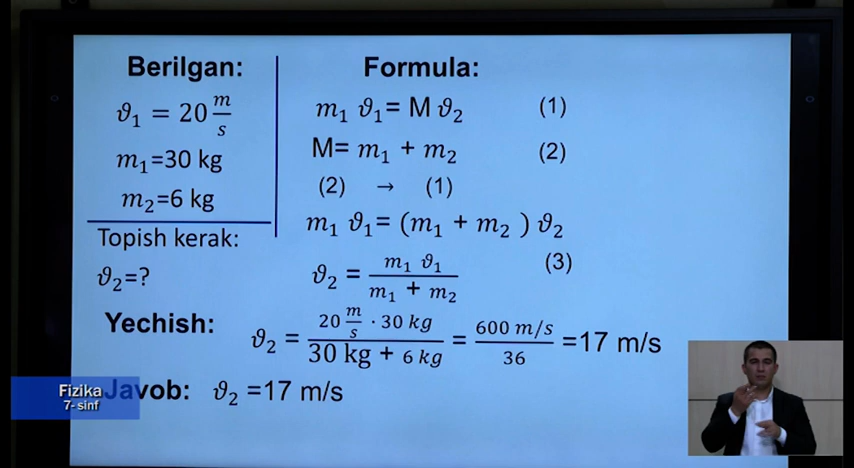 Berilgan:
ϑ₁ = 20 m/s
m₁=30 kg
m₂=6 kg
Topish kerak:
ϑ₂=?
Formula:
m₁ ϑ₁= M ϑ₂ (1)
M= m₁ + m₂ (2)
(2) → (1)
m₁ ϑ₁= (m₁ + m₂ ) ϑ₂
ϑ₂ = m₁ ϑ₁ / m₁ + m₂ (3)
Yechish: ϑ₂ = 20 m/s · 30 kg / 30 kg + 6 kg = 600 m/s / 36 =17 m/s
Javob: ϑ₂ =17 m/s
Fizika
7- sinf